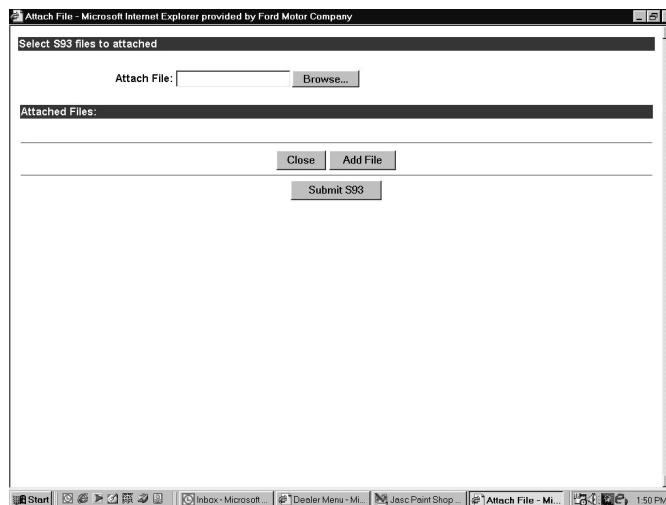 Attach File - Microsoft Internet Explorer provided by Ford Motor Company
Select S93 files to attached
Attach File: Browse...
Attached Files:
Close Add File
Submit S93
Start Inbox - Microsoft ... Dealer Menu - Mi... Jasc Paint Shop ... Attach File - Mi... 1:50 PM